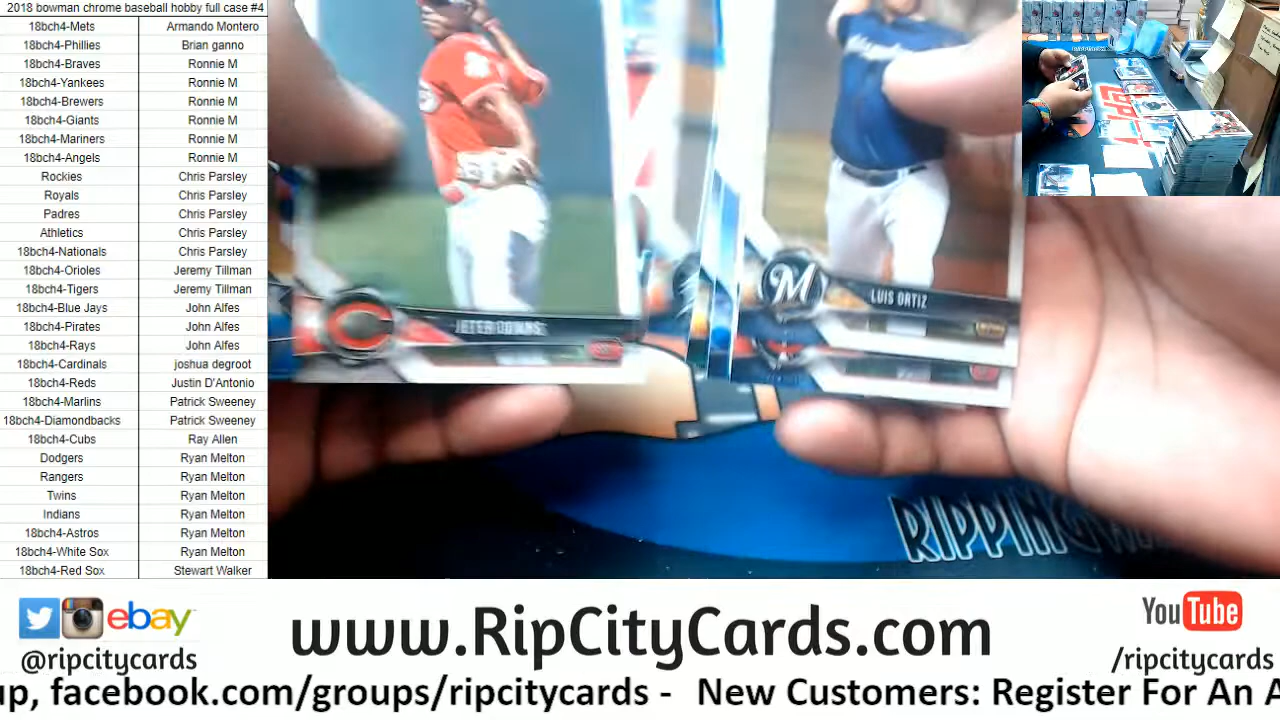 2018 bowman chrome baseball hobby full case #4
18bch4-Mets Armando Montero
18bch4-Phillies Brian ganno
18bch4-Braves Ronnie M
18bch4-Yankees Ronnie M
18bch4-Brewers Ronnie M
18bch4-Giants Ronnie M
18bch4-Mariners Ronnie M
18bch4-Angels Ronnie M
Rockies Chris Parsley
Royals Chris Parsley
Padres Chris Parsley
Athletics Chris Parsley
18bch4-Nationals Chris Parsley
18bch4-Orioles Jeremy Tillman
18bch4-Tigers Jeremy Tillman
18bch4-Blue Jays John Alfes
18bch4-Pirates John Alfes
18bch4-Rays John Alfes
18bch4-Cardinals joshua degroot
18bch4-Reds Justin D'Antonio
18bch4-Marlins Patrick Sweeney
18bch4-Diamondbacks Patrick Sweeney
18bch4-Cubs Ray Allen
Dodgers Ryan Melton
Rangers Ryan Melton
Twins Ryan Melton
Indians Ryan Melton
18bch4-Astros Ryan Melton
18bch4-White Sox Ryan Melton
18bch4-Red Sox Stewart Walker
JETER DOWNS
M
LUIS ORTIZ
RIPPINGW
ebay
@ripcitycards
www.RipCityCards.com
YouTube
/ripcitycards
up, facebook.com/groups/ripcitycards - New Customers: Register For An A